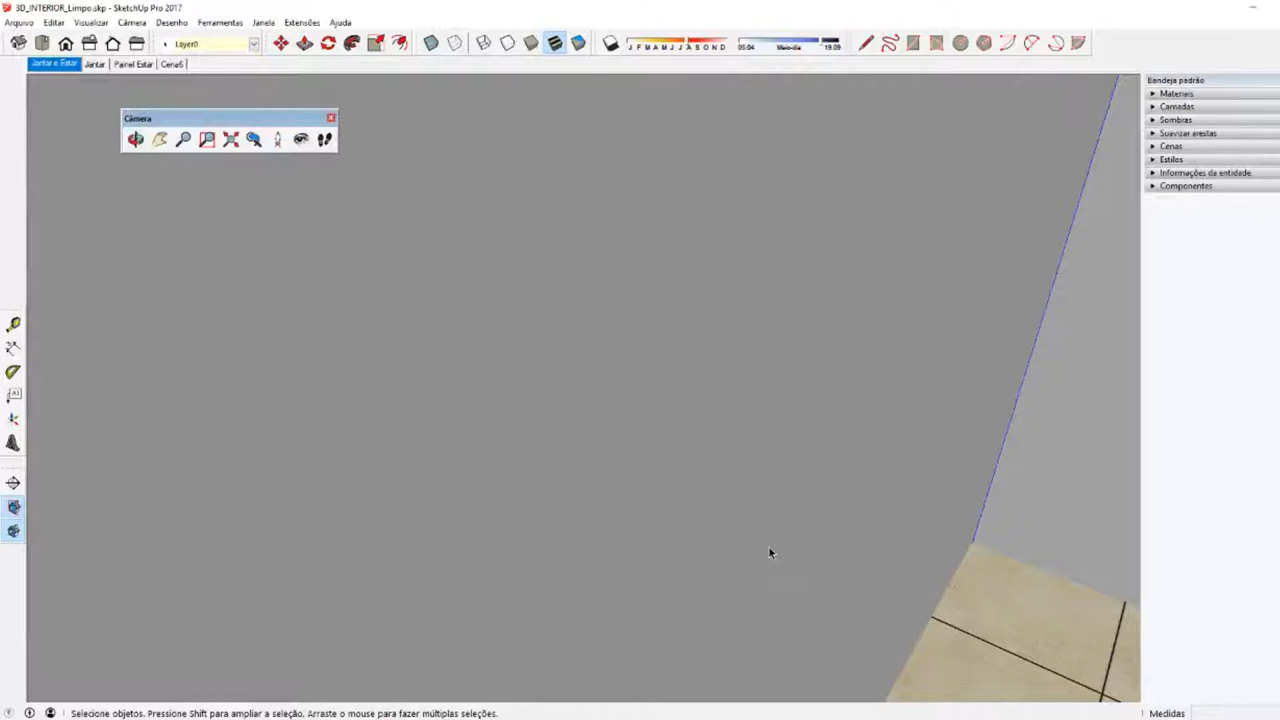 3D_INTERIOR_Limpo.skp - SketchUp Pro 2017
Arquivo Editar Visualizar Câmera Desenho Ferramentas Janela Extensões Ajuda
Layer0
J F M A M J J A S O N D
05:04 Meio-dia 19:09
Jantar e Estar Jantar Painel Estar Cena6
Bandeja padrão
Materiais
Camadas
Sombras
Suavizar arestas
Cenas
Estilos
Informações da entidade
Componentes
Câmera
A1
Selecione objetos. Pressione Shift para ampliar a seleção. Arraste o mouse para fazer múltiplas seleções.
Medidas